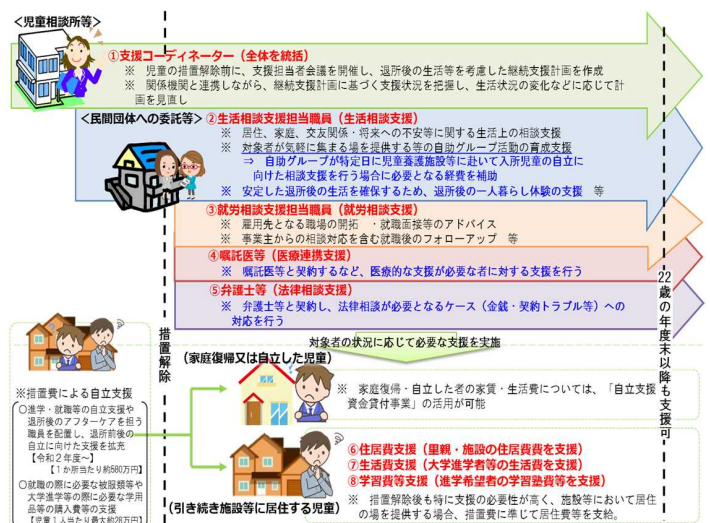 ＜児童相談所等＞
①支援コーディネーター（全体を統括）
※ 児童の措置解除前に、支援担当者会議を開催し、退所後の生活等を考慮した継続支援計画を作成
※ 関係機関と連携しながら、継続支援計画に基づく支援状況を把握し、生活状況の変化などに応じて計
画を見直し
＜民間団体への委託等＞
②生活相談支援担当職員（生活相談支援）
※ 居住、家庭、交友関係・将来への不安等に関する生活上の相談支援
※ 対象者が気軽に集まる場を提供する等の自助グループ活動の育成支援
⇒ 自助グループが特定日に児童養護施設等に赴いて入所児童の自立に
向けた相談支援を行う場合に必要となる経費を補助
※ 安定した退所後の生活を確保するため、退所後の一人暮らし体験の支援 等
③就労相談支援担当職員（就労相談支援）
※ 雇用先となる職場の開拓 ・就職面接等のアドバイス
※ 事業主からの相談対応を含む就職後のフォローアップ 等
④嘱託医等（医療連携支援）
※ 嘱託医等と契約するなど、医療的な支援が必要な者に対する支援を行う
⑤弁護士等（法律相談支援）
※ 弁護士等と契約し、法律相談が必要となるケース（金銭・契約トラブル等）への
対応を行う
22歳の年度末以降も支援可
措置解除
対象者の状況に応じて必要な支援を実施
（家庭復帰又は自立した児童）
※ 家庭復帰・自立した者の家賃・生活費については、「自立支援
資金貸付事業」の活用が可能
※措置費による自立支援
○進学・就職等の自立支援や
退所後のアフターケアを担う
職員を配置し、退所前後の
自立に向けた支援を拡充
【令和２年度～】
【１か所当たり約580万円】
○就職の際に必要な被服類等や
大学進学等の際に必要な学用
品等の購入費等の支援
【児童１人当たり最大約28万円】
⑥住居費支援（里親・施設の住居費を支援）
⑦生活費支援（大学進学者等の生活費を支援）
⑧学習費等支援（進学希望者の学習塾費等を支援）
※ 措置解除後も特に支援の必要性が高く、施設等において居住
の場を提供する場合、措置費に準じて居住費等を支給。
（引き続き施設等に居住する児童）